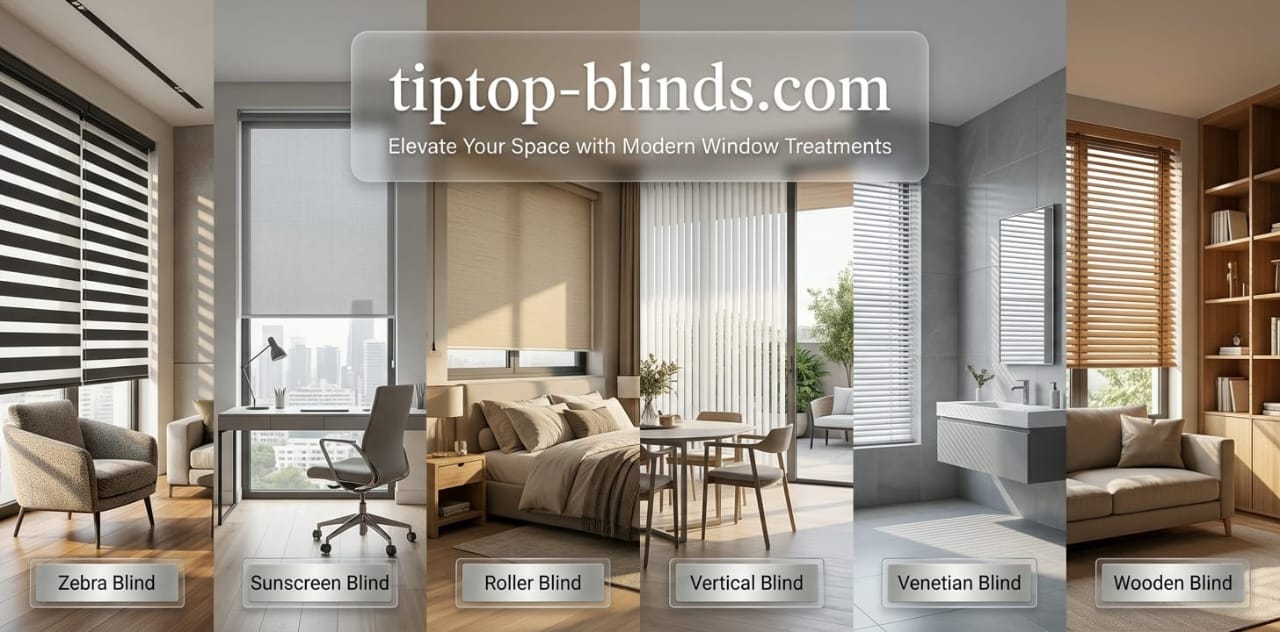 tiptop-blinds.com
Elevate Your Space with Modern Window Treatments
Zebra Blind
Sunscreen Blind
Roller Blind
Vertical Blind
Venetian Blind
Wooden Blind